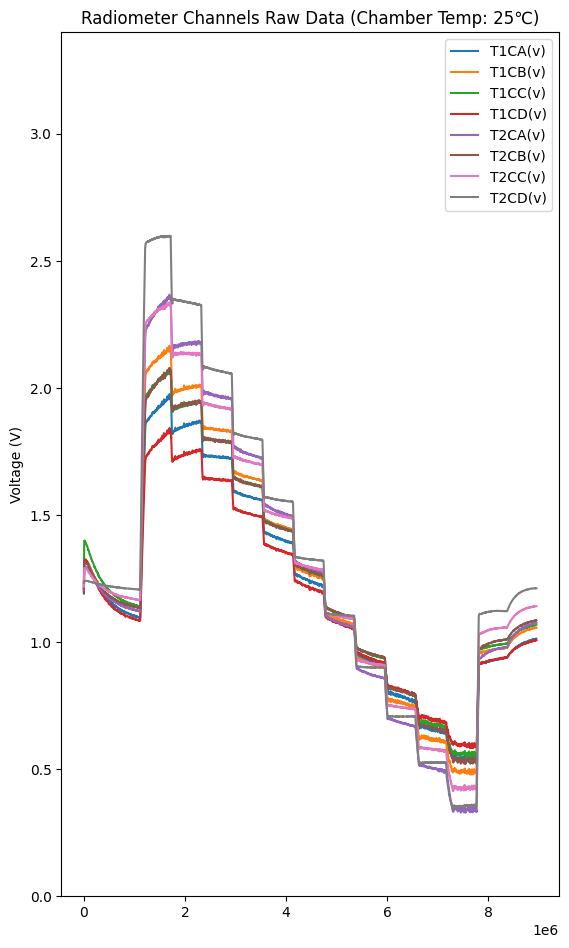 Radiometer Channels Raw Data (Chamber Temp: 25℃)
T1CA(v)
T1CB(v)
T1CC(v)
T1CD(v)
T2CA(v)
T2CB(v)
T2CC(v)
T2CD(v)
Voltage (V)
3.0
2.5
2.0
1.5
1.0
0.5
0.0
0 2 4 6 8
1e6